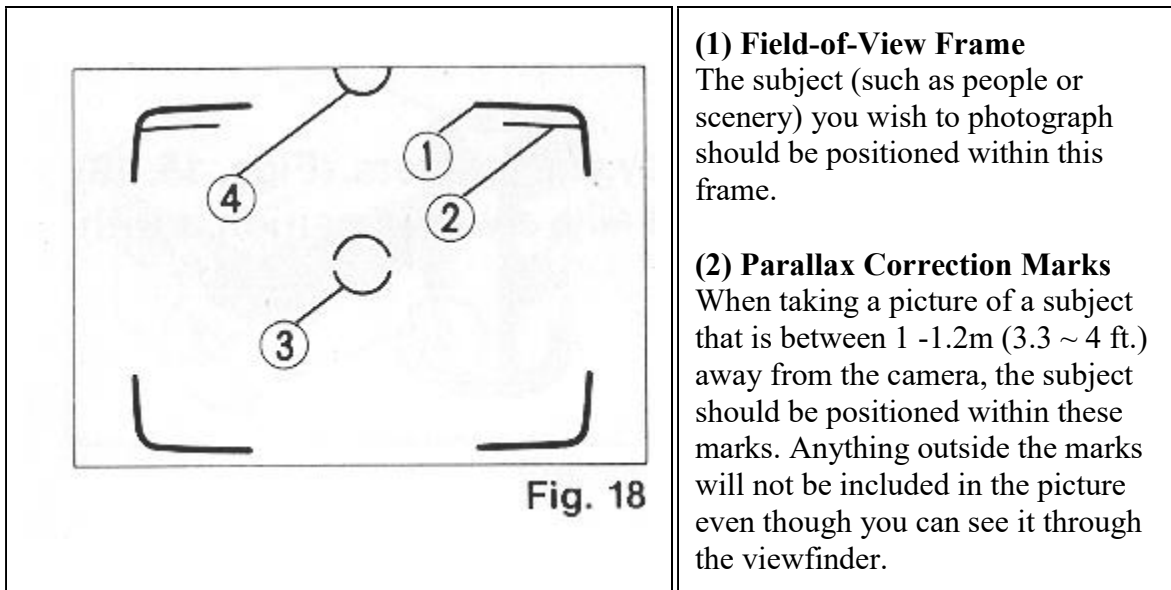 4
1
2
3
Fig. 18
(1) Field-of-View Frame
The subject (such as people or
scenery) you wish to photograph
should be positioned within this
frame.
(2) Parallax Correction Marks
When taking a picture of a subject
that is between 1 -1.2m (3.3 ~ 4 ft.)
away from the camera, the subject
should be positioned within these
marks. Anything outside the marks
will not be included in the picture
even though you can see it through
the viewfinder.